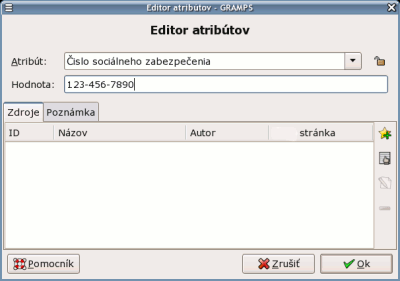 Editor atribútov - GRAMPS
Editor atribútov
Atribút: Číslo sociálneho zabezpečenia
Hodnota: 123-456-7890
Zdroje Poznámka
ID Názov Autor stránka
Pomocník Zrušiť Ok